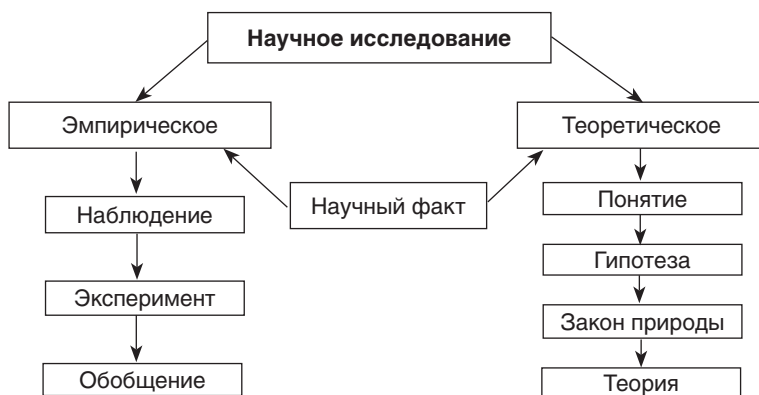 Научное исследование
Эмпирическое
Теоретическое
Научный факт
Наблюдение
Понятие
Гипотеза
Эксперимент
Закон природы
Обобщение
Теория